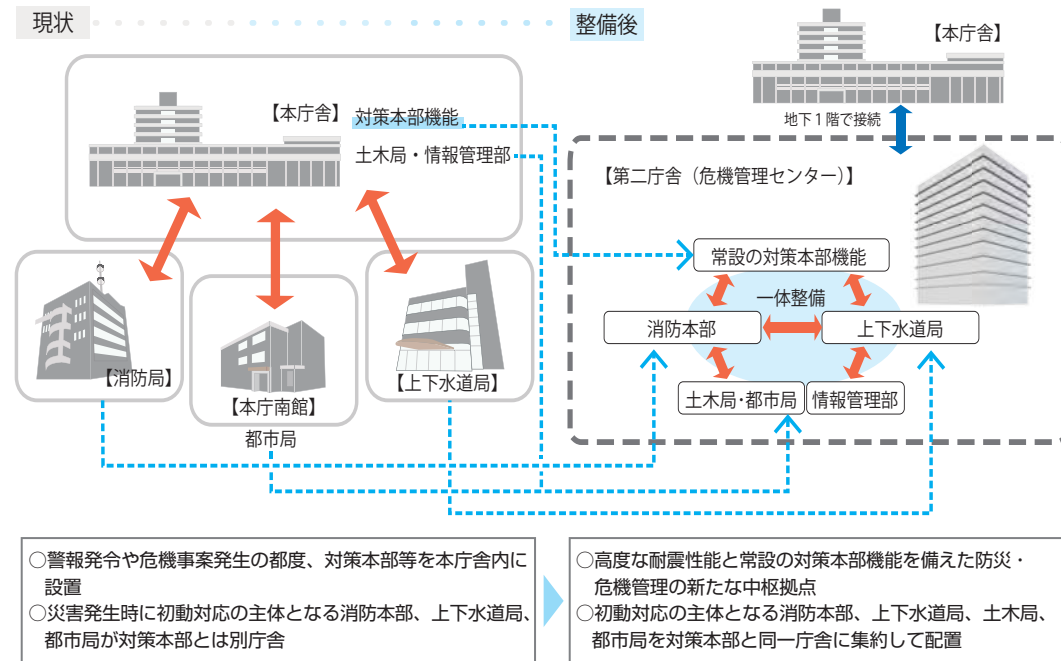 現状
整備後
【本庁舎】
対策本部機能
土木局・情報管理部
【消防局】
【本庁南館】
都市局
【上下水道局】
【本庁舎】
地下1階で接続
【第二庁舎（危機管理センター）】
常設の対策本部機能
一体整備
消防本部
上下水道局
土木局・都市局
情報管理部
○警報発令や危機事案発生の都度、対策本部等を本庁舎内に
設置
○災害発生時に初動対応の主体となる消防本部、上下水道局、
都市局が対策本部とは別庁舎
○高度な耐震性能と常設の対策本部機能を備えた防災・
危機管理の新たな中枢拠点
○初動対応の主体となる消防本部、上下水道局、土木局、
都市局を対策本部と同一庁舎に集約して配置